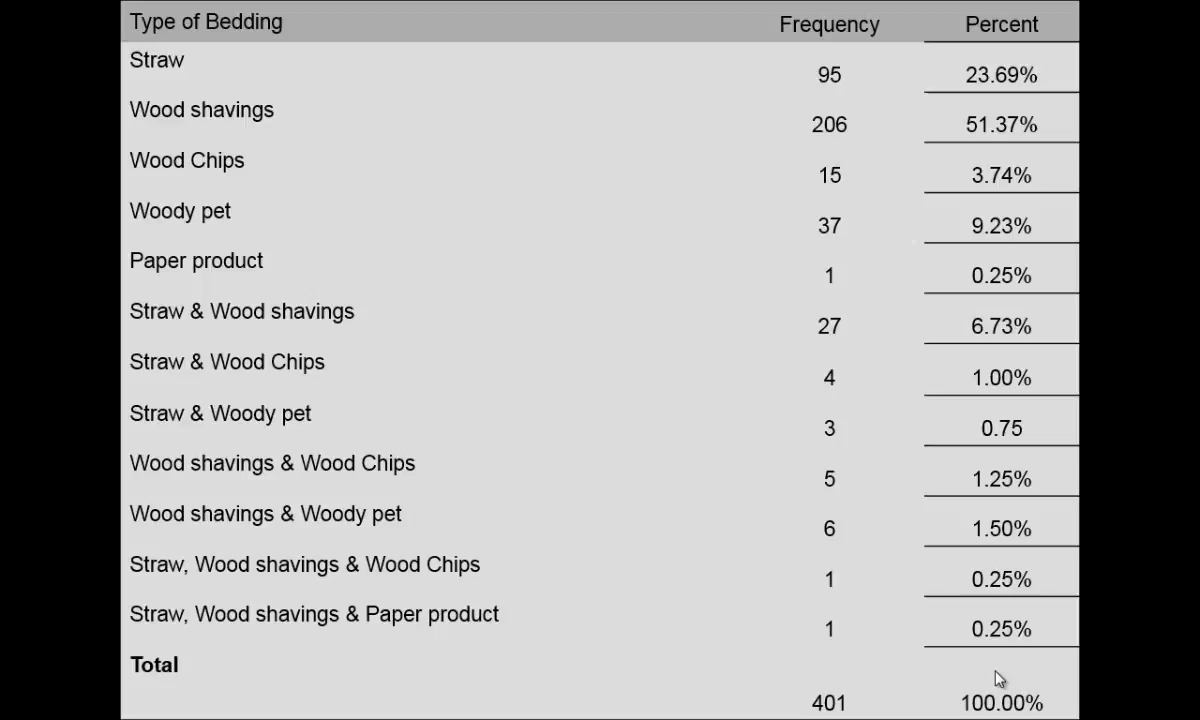 Type of Bedding Frequency Percent
Straw 95 23.69%
Wood shavings 206 51.37%
Wood Chips 15 3.74%
Woody pet 37 9.23%
Paper product 1 0.25%
Straw & Wood shavings 27 6.73%
Straw & Wood Chips 4 1.00%
Straw & Woody pet 3 0.75
Wood shavings & Wood Chips 5 1.25%
Wood shavings & Woody pet 6 1.50%
Straw, Wood shavings & Wood Chips 1 0.25%
Straw, Wood shavings & Paper product 1 0.25%
Total 401 100.00%